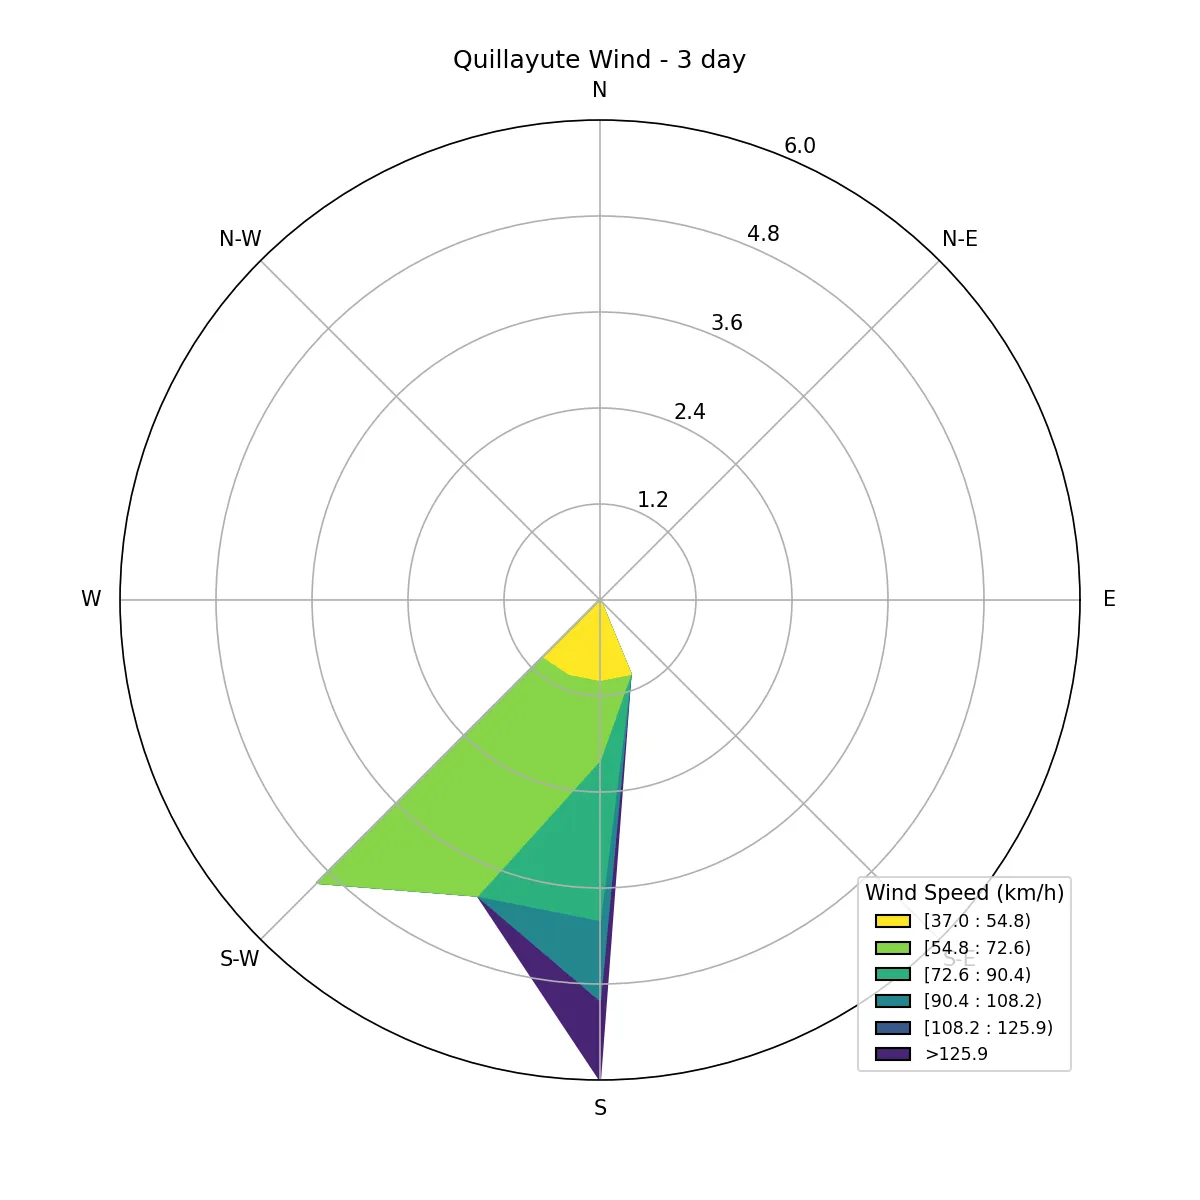 Quillayute Wind - 3 day
N
6.0
N-W
4.8
N-E
3.6
2.4
1.2
W
E
S-W
S-E
S
Wind Speed (km/h)
[37.0 : 54.8)
[54.8 : 72.6)
[72.6 : 90.4)
[90.4 : 108.2)
[108.2 : 125.9)
>125.9